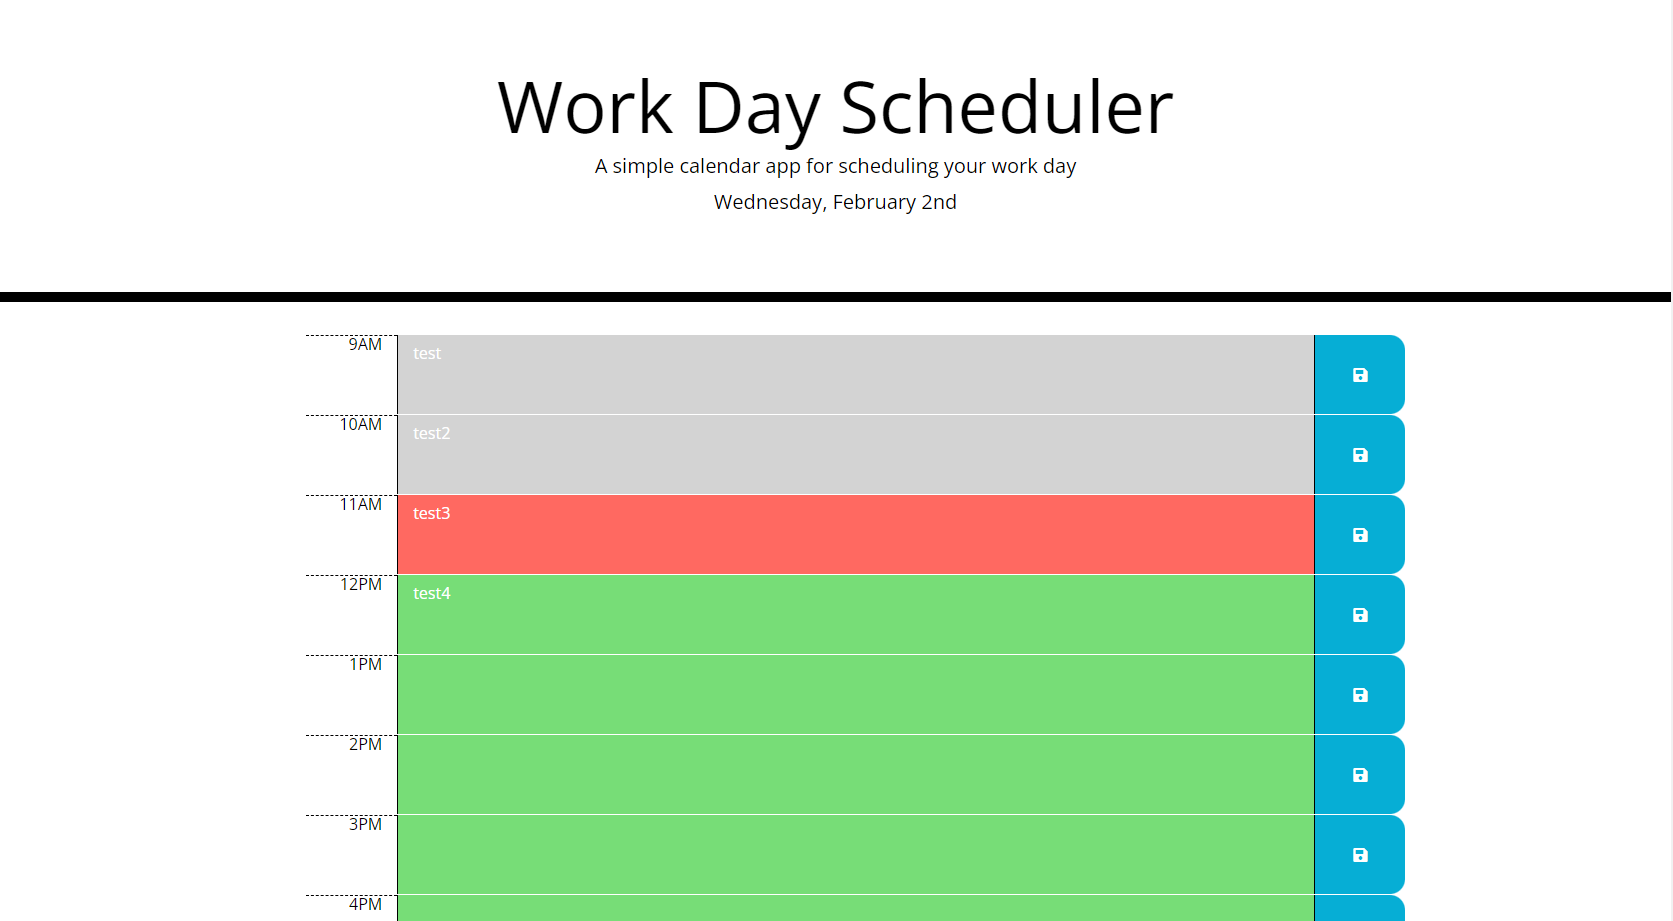 Work Day Scheduler
A simple calendar app for scheduling your work day
Wednesday, February 2nd
9AM test
10AM test2
11AM test3
12PM test4
1PM
2PM
3PM
4PM